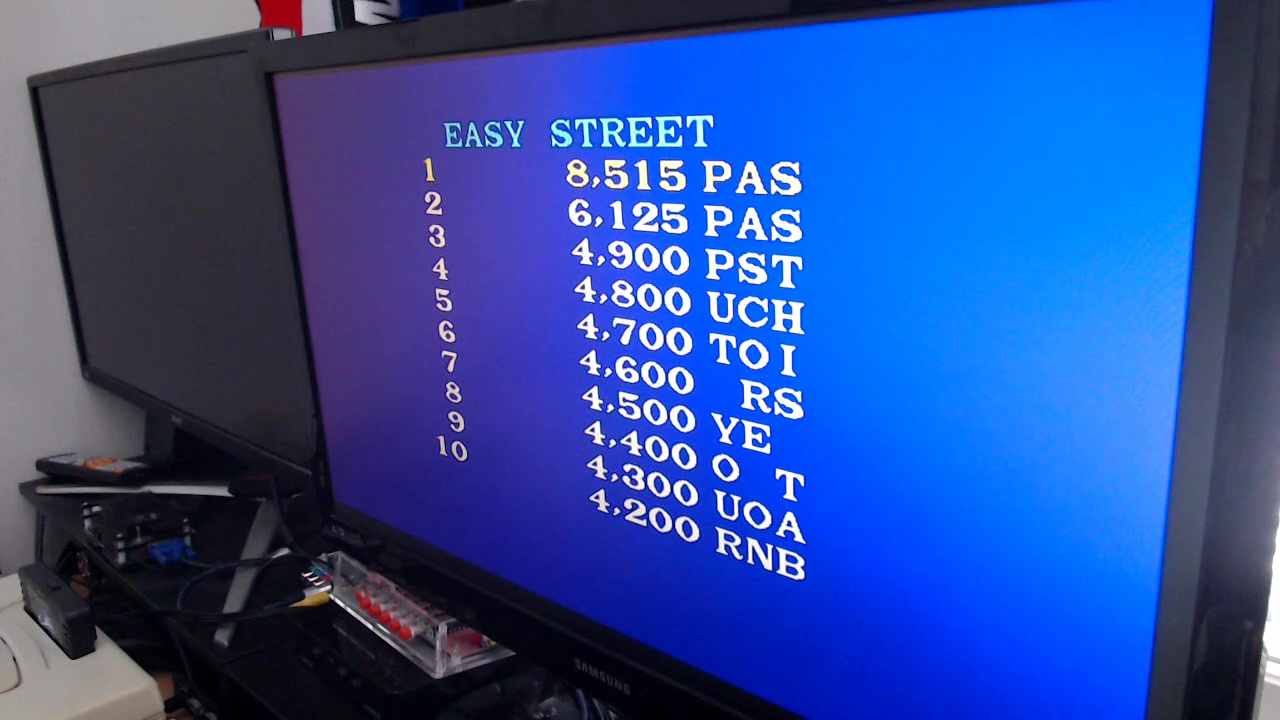 EASY STREET
1 8,515 PAS
2 6,125 PAS
3 4,900 PST
4 4,800 UCH
5 4,700 TO I
6 4,600 RS
7 4,500 YE
8 4,400 O T
9 4,300 UOA
10 4,200 RNB
SAMSUNG